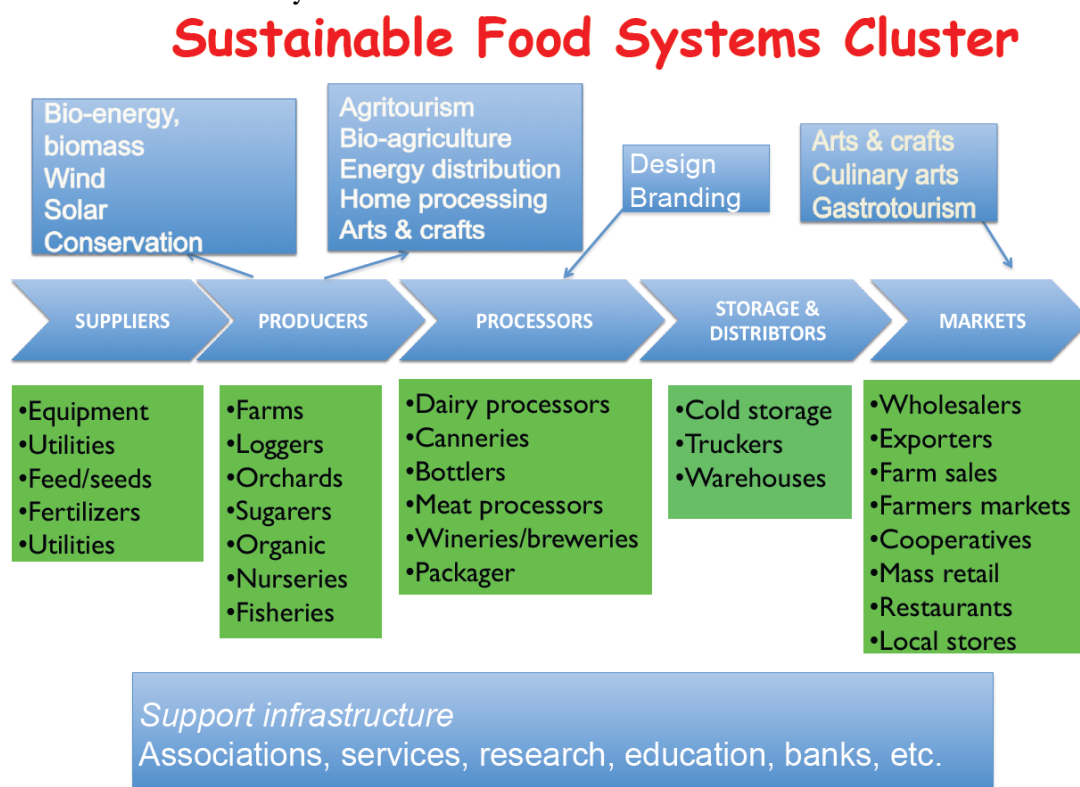 Sustainable Food Systems Cluster
Bio-energy,
biomass
Wind
Solar
Conservation
Agritourism
Bio-agriculture
Energy distribution
Home processing
Arts & crafts
Design
Branding
Arts & crafts
Culinary arts
Gastrotourism
SUPPLIERS
PRODUCERS
PROCESSORS
STORAGE &
DISTRIBTORS
MARKETS
•Equipment
•Utilities
•Feed/seeds
•Fertilizers
•Utilities
•Farms
•Loggers
•Orchards
•Sugarers
•Organic
•Nurseries
•Fisheries
•Dairy processors
•Canneries
•Bottlers
•Meat processors
•Wineries/breweries
•Packager
•Cold storage
•Truckers
•Warehouses
•Wholesalers
•Exporters
•Farm sales
•Farmers markets
•Cooperatives
•Mass retail
•Restaurants
•Local stores
Support infrastructure
Associations, services, research, education, banks, etc.